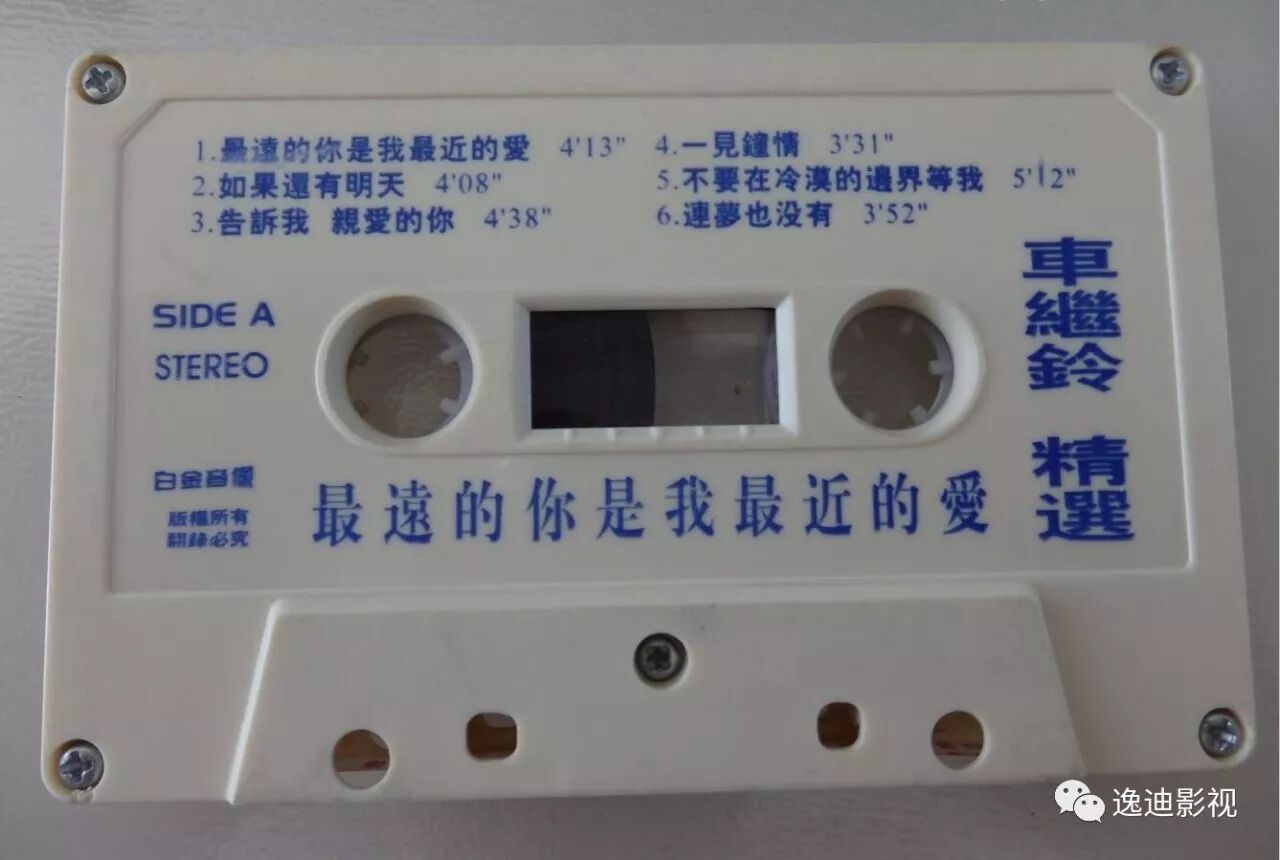 1.最遠的你是我最近的愛 4'13"
2.如果還有明天 4'08"
3.告訴我 親愛的你 4'38"
4.一見鐘情 3'31"
5.不要在冷漠的邊界等我 5'12"
6.連夢也没有 3'52"
SIDE A
STEREO
車繼鈴 精選
白金音像
版權所有
翻錄必究
最遠的你是我最近的愛
逸迪影视